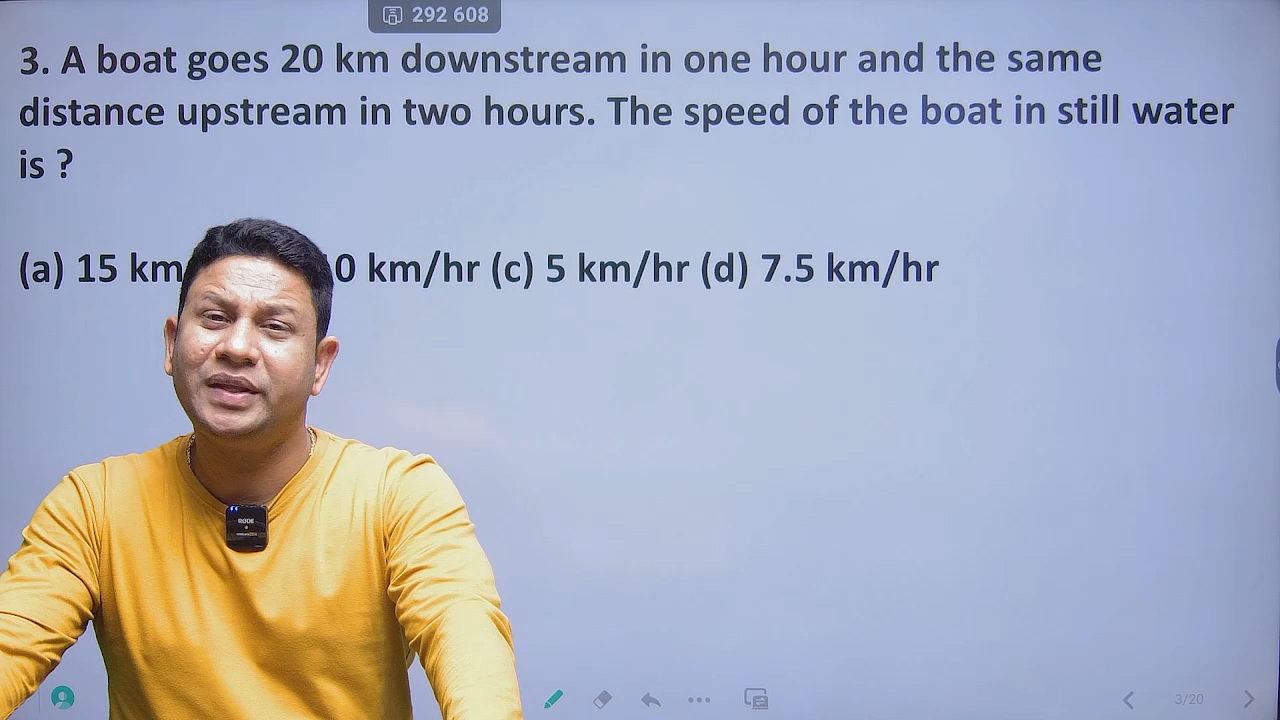 292 608
3. A boat goes 20 km downstream in one hour and the same
distance upstream in two hours. The speed of the boat in still water
is ?
(a) 15 km 0 km/hr (c) 5 km/hr (d) 7.5 km/hr
RODE
3/20